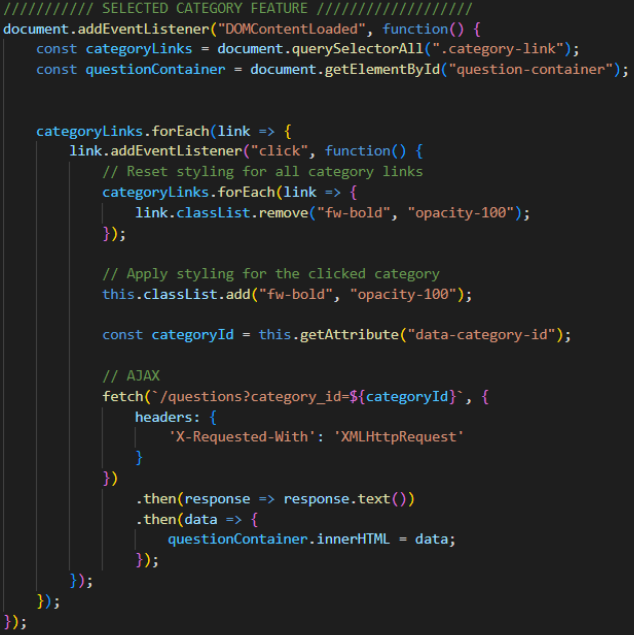 /////////// SELECTED CATEGORY FEATURE ///////////////////
document.addEventListener("DOMContentLoaded", function() {
    const categoryLinks = document.querySelectorAll(".category-link");
    const questionContainer = document.getElementById("question-container");


    categoryLinks.forEach(link => {
        link.addEventListener("click", function() {
            // Reset styling for all category links
            categoryLinks.forEach(link => {
                link.classList.remove("fw-bold", "opacity-100");
            });

            // Apply styling for the clicked category
            this.classList.add("fw-bold", "opacity-100");

            const categoryId = this.getAttribute("data-category-id");

            // AJAX
            fetch(`/questions?category_id=${categoryId}`, {
                headers: {
                    'X-Requested-With': 'XMLHttpRequest'
                }
            })
                .then(response => response.text())
                .then(data => {
                    questionContainer.innerHTML = data;
                });
        });
    });
});